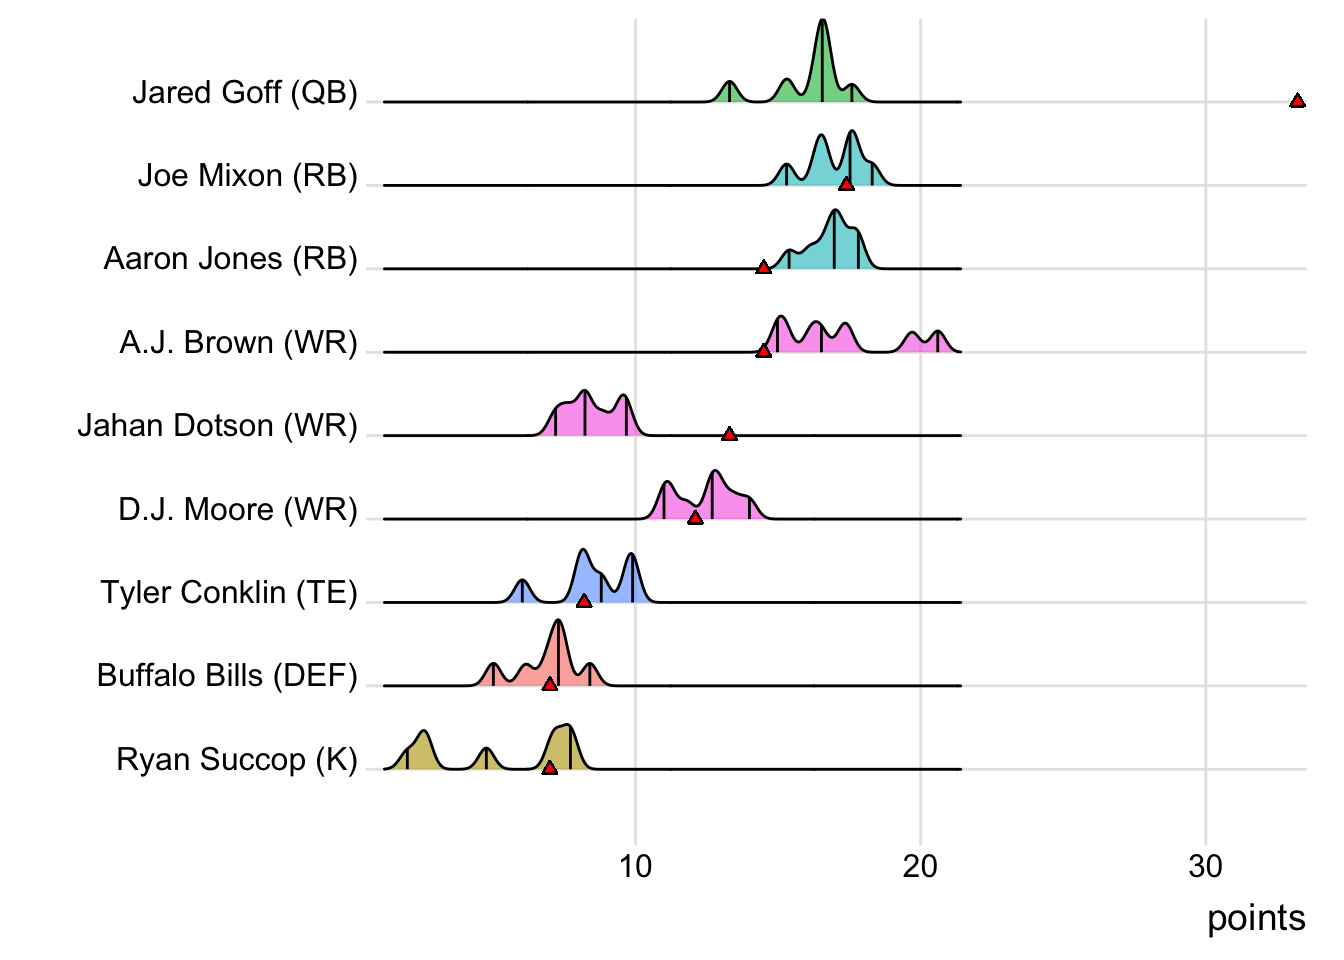 Jared Goff (QB)
Joe Mixon (RB)
Aaron Jones (RB)
A.J. Brown (WR)
Jahan Dotson (WR)
D.J. Moore (WR)
Tyler Conklin (TE)
Buffalo Bills (DEF)
Ryan Succop (K)
10 20 30
points